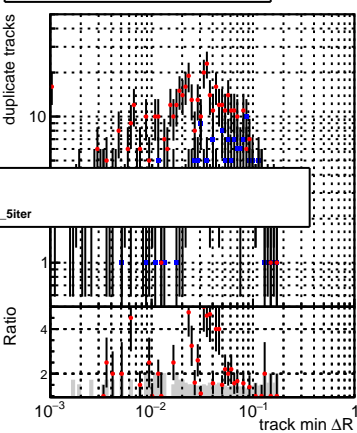 duplicate tracks
10
_5iter
1
Ratio
4
2
10−3
10−2
10−1
1
track min ΔR